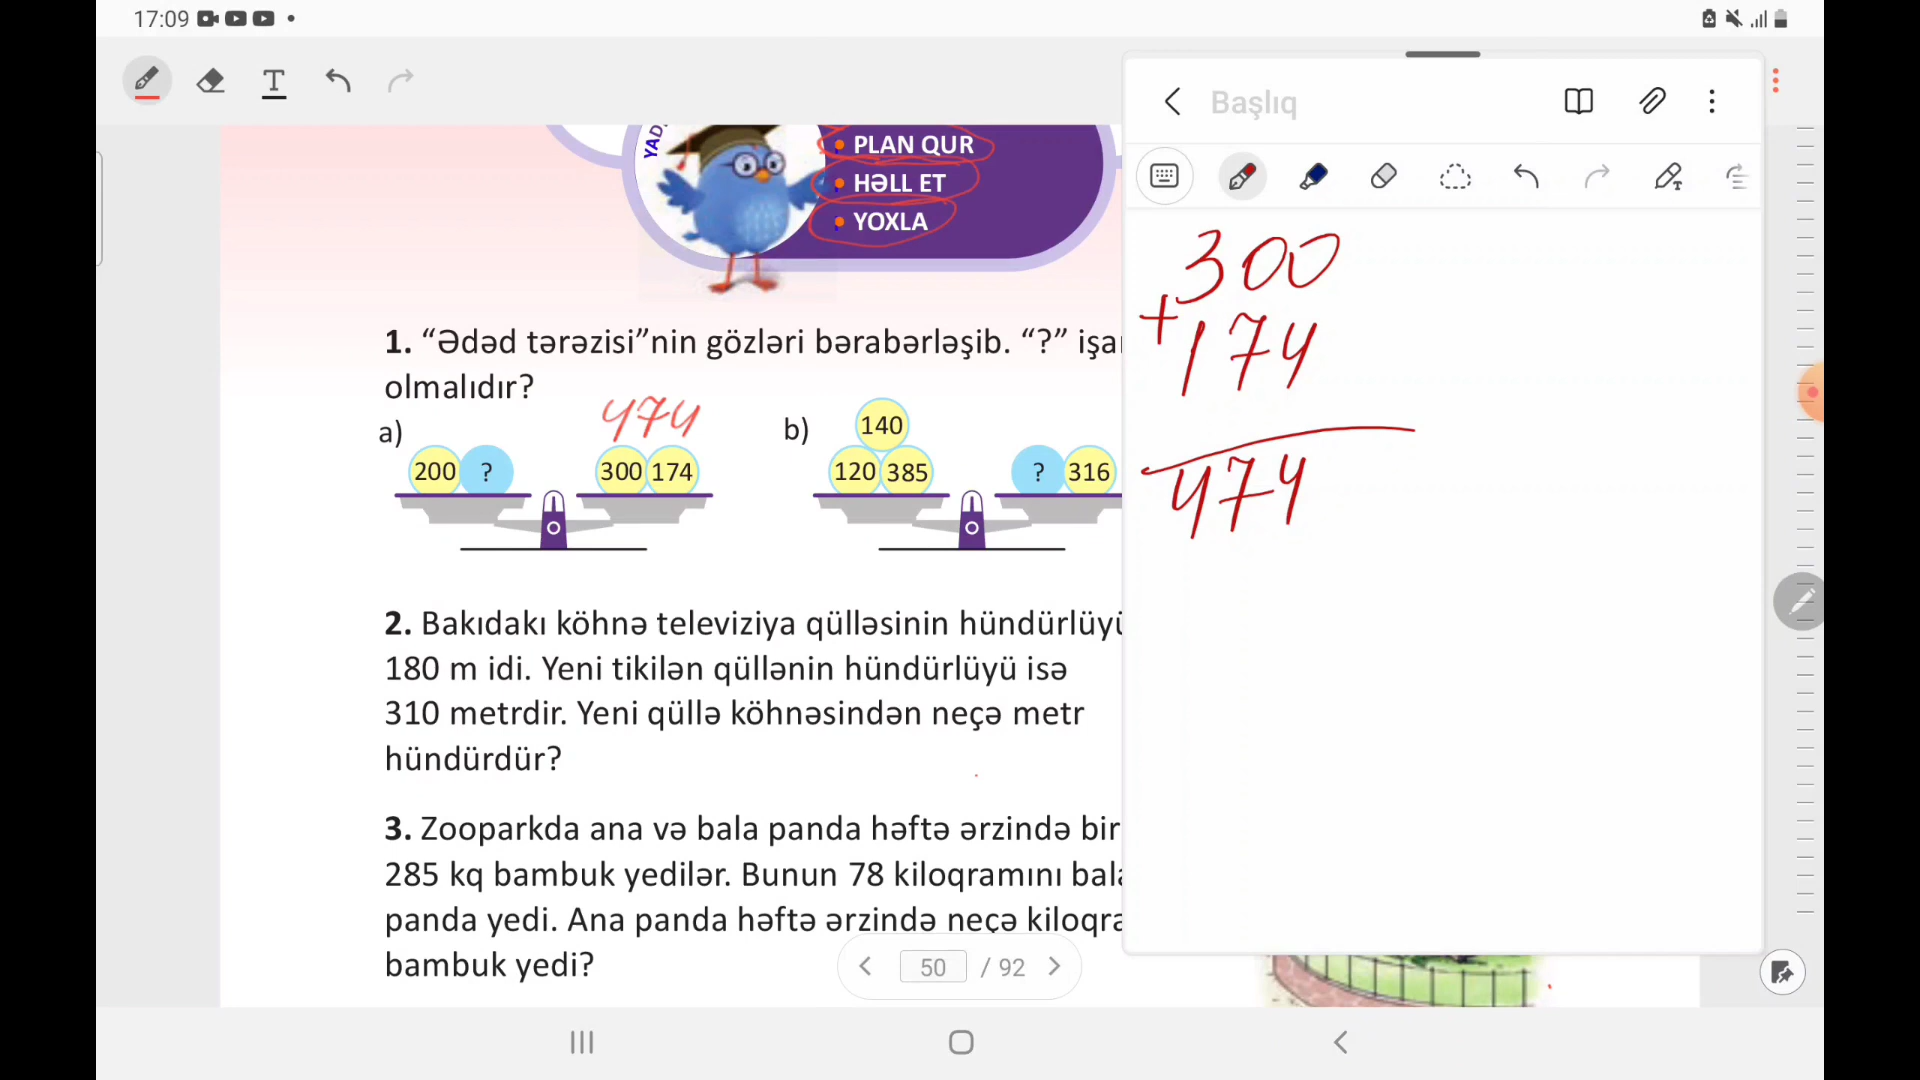 17:09
Başlıq
YAD
• PLAN QUR
• HƏLL ET
• YOXLA
1. “Ədəd tərəzisi”nin gözləri bərabərləşib. “?”
olmalıdır?
474
a)
200 ?
300 174
b)
140
120 385
? 316
2. Bakıdakı köhnə televiziya qülləsinin hündürlüyü
180 m idi. Yeni tikilən qüllənin hündürlüyü isə
310 metrdir. Yeni qüllə köhnəsindən neçə metr
hündürdür?
3. Zooparkda ana və bala panda həftə ərzində bir
285 kq bambuk yedilər. Bunun 78 kiloqramını bala
panda yedi. Ana panda həftə ərzində neçə kiloqra
bambuk yedi?
50 / 92
300
+
174
474